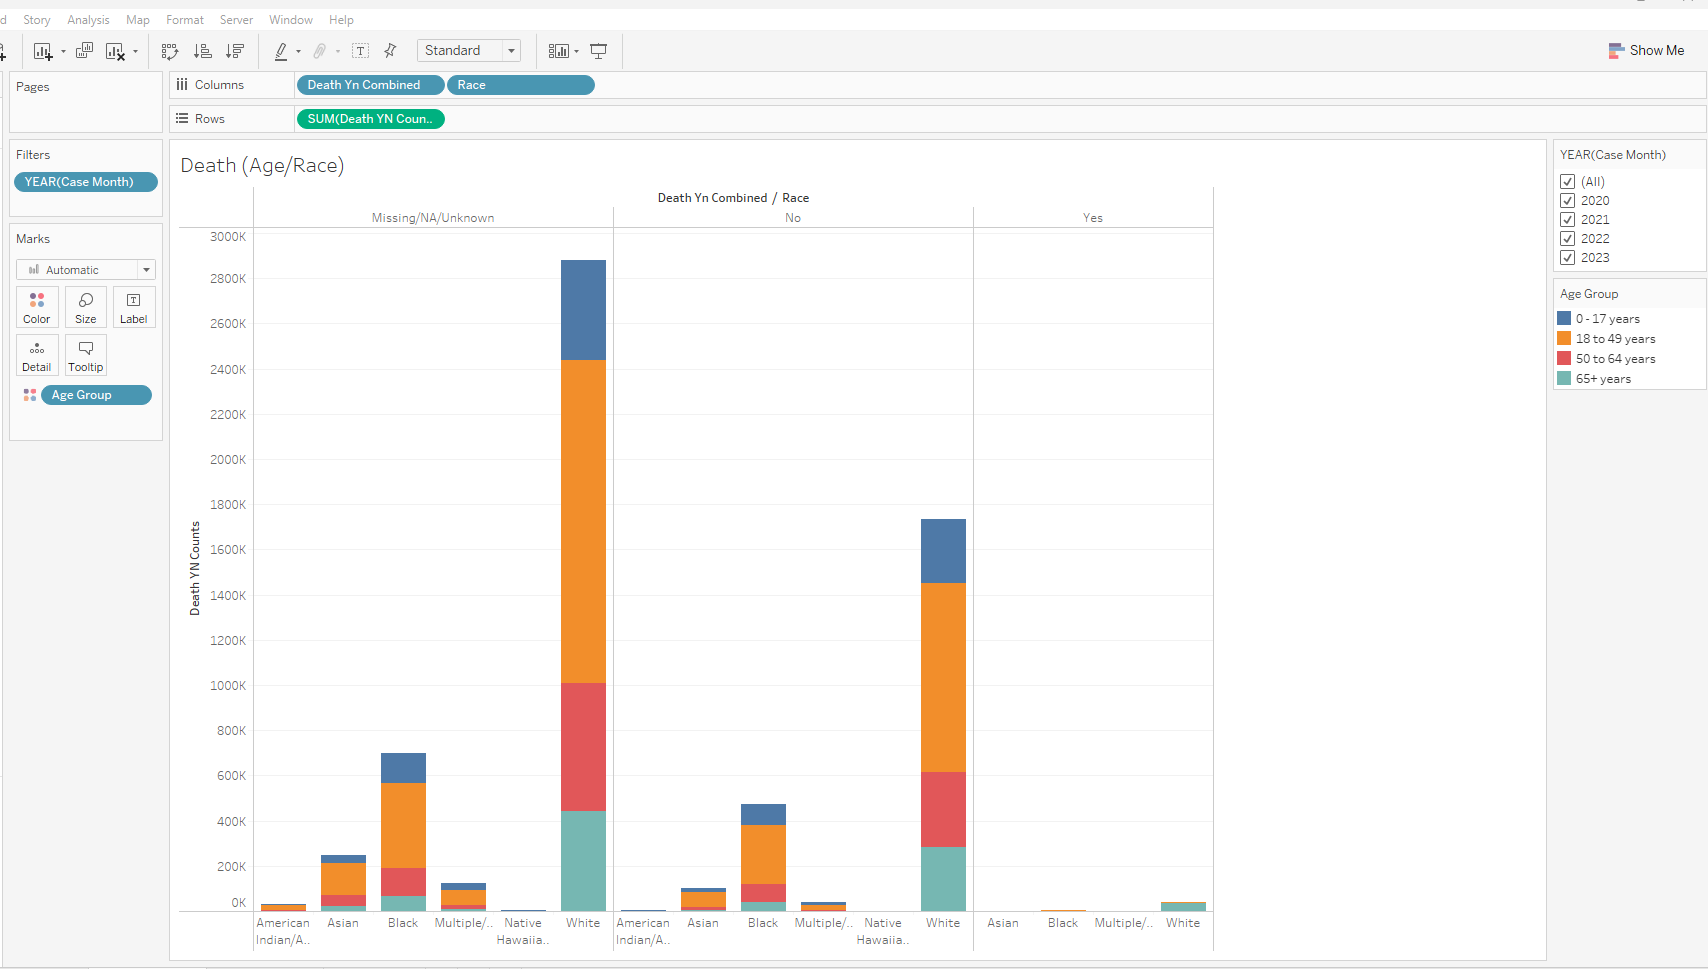 d Story Analysis Map Format Server Window Help
Standard
Show Me
Pages
Columns Death Yn Combined Race
Rows SUM(Death YN Coun..
Filters
YEAR(Case Month)
Marks
Automatic
Color Size Label
Detail Tooltip
Age Group
Death (Age/Race)
Death Yn Combined / Race
Missing/NA/Unknown No Yes
3000K
2800K
2600K
2400K
2200K
2000K
1800K
1600K
1400K
1200K
1000K
800K
600K
400K
200K
0K
Death YN Counts
American Indian/A.. Asian Black Multiple/.. Native Hawaiia.. White American Indian/A.. Asian Black Multiple/.. Native Hawaiia.. White Asian Black Multiple/.. White
YEAR(Case Month)
(All)
2020
2021
2022
2023
Age Group
0 - 17 years
18 to 49 years
50 to 64 years
65+ years